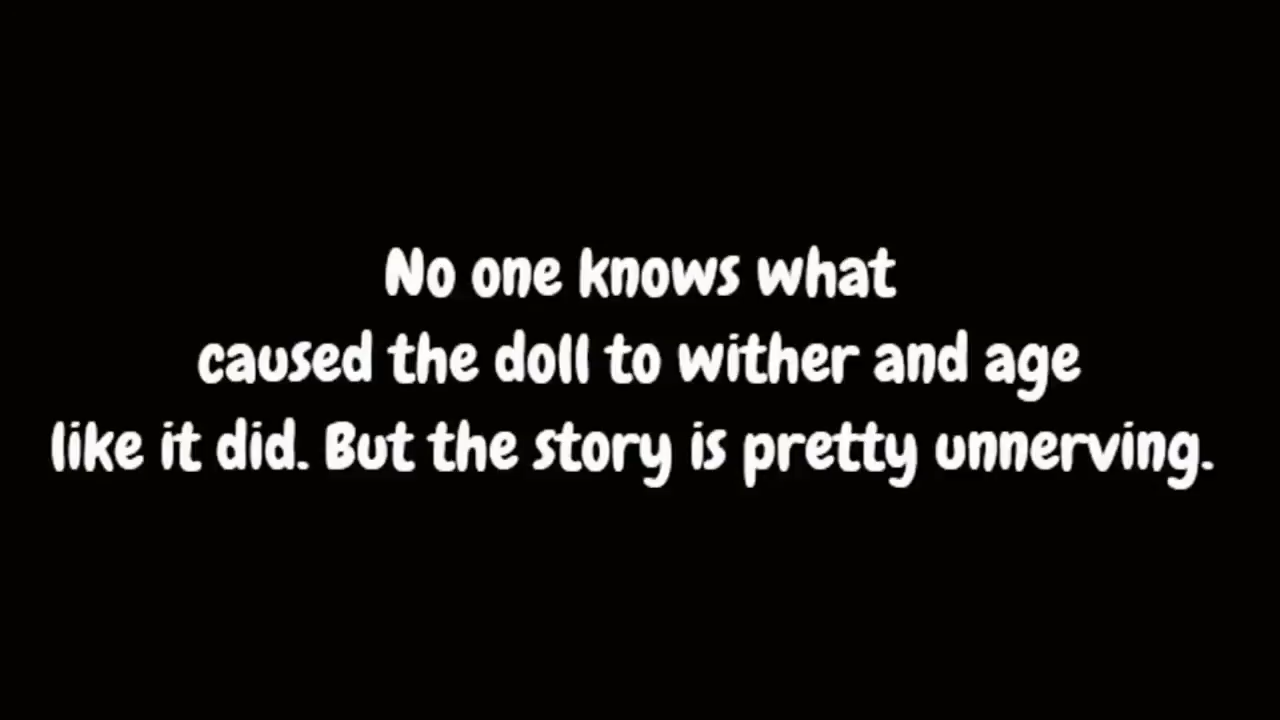 No one knows what
caused the doll to wither and age
like it did. But the story is pretty unnerving.